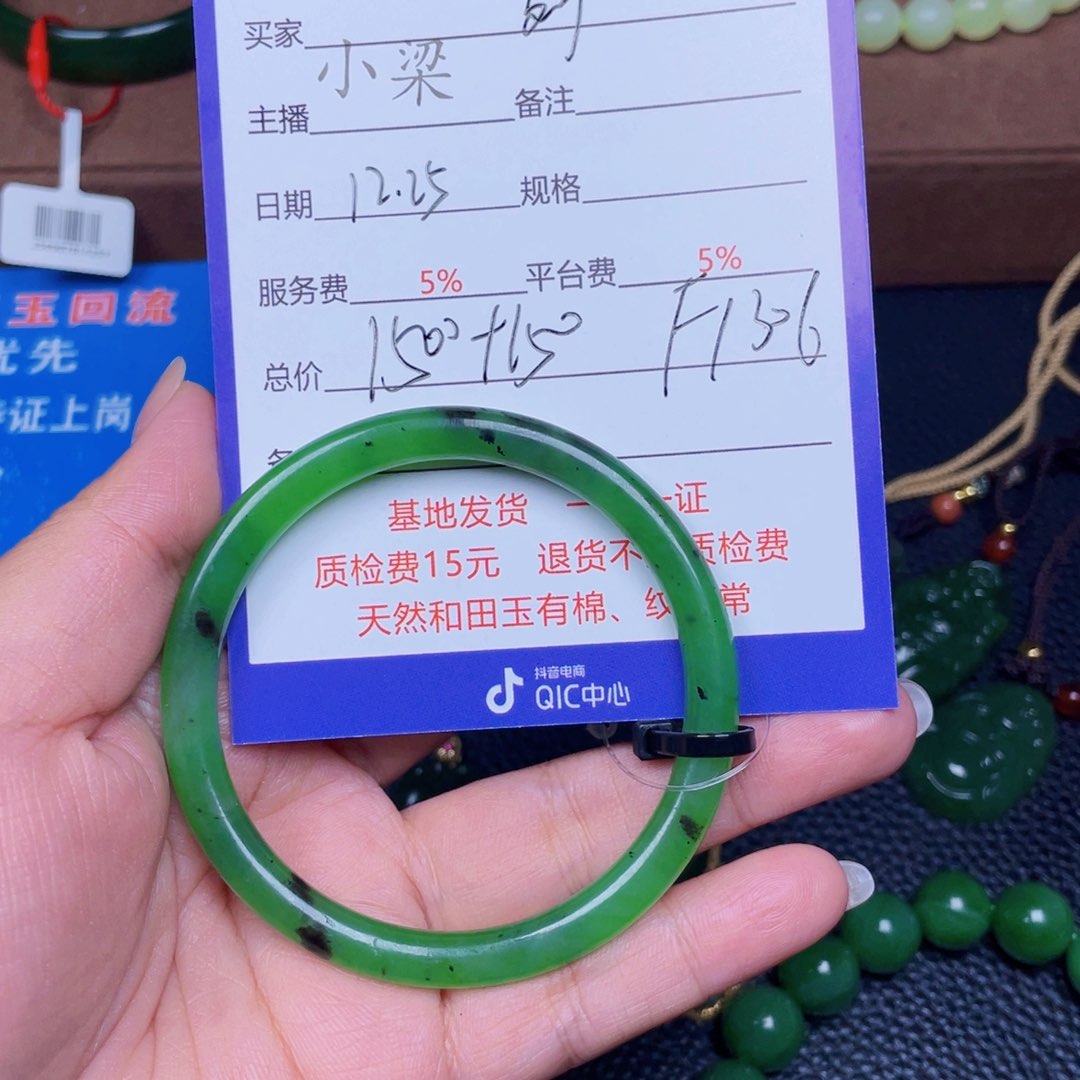 买家
小梁
主播 备注
日期 12.25 规格
服务费 5% 平台费 5%
总价 1500+150 F1306
基地发货 一 证
质检费15元 退货不 质检费
天然和田玉有棉、纹 常
抖音电商
QIC中心
玉回流
优先
证上岗